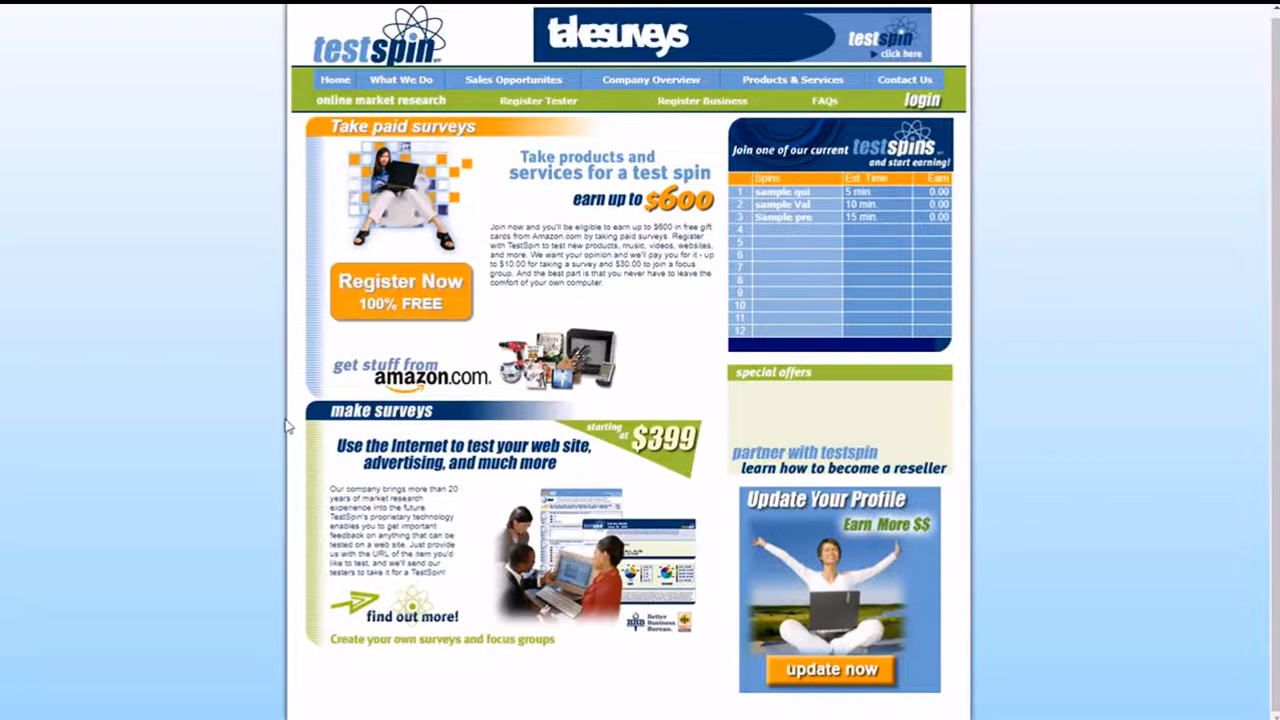 testspin
takesurveys
testspin
click here
Home What We Do Sales Opportunites Company Overview Products & Services Contact Us
online market research Register Tester Register Business FAQs login
Take paid surveys
Take products and
services for a test spin
earn up to $600
Join now and you'll be eligible to earn up to $600 in free gift
cards from Amazon.com by taking paid surveys. Register
with TestSpin to test new products, music, videos, websites,
and more. We want your opinion and we'll pay you for it - up
to $10.00 for taking a survey and $30.00 to join a focus
group. And the best part is that you never have to leave the
comfort of your own computer.
Register Now
100% FREE
get stuff from
amazon.com.
Join one of our current testspins
and start earning!
Spins Est. Time Earn
1 sample qui 5 min. 0.00
2 sample Val 10 min. 0.00
3 Sample pre 15 min. 0.00
4
5
6
7
8
9
10
11
12
make surveys
Use the Internet to test your web site,
advertising, and much more
starting
at $399
Our company brings more than 20
years of market research
experience into the future.
TestSpin's proprietary technology
enables you to get important
feedback on anything that can be
tested on a web site. Just provide
us with the URL of the item you'd
like to test, and we'll send our
testers to take it for a TestSpin!
find out more!
BBB Better
Business
Bureau.
Create your own surveys and focus groups
special offers
partner with testspin
learn how to become a reseller
Update Your Profile
Earn More $$
update now